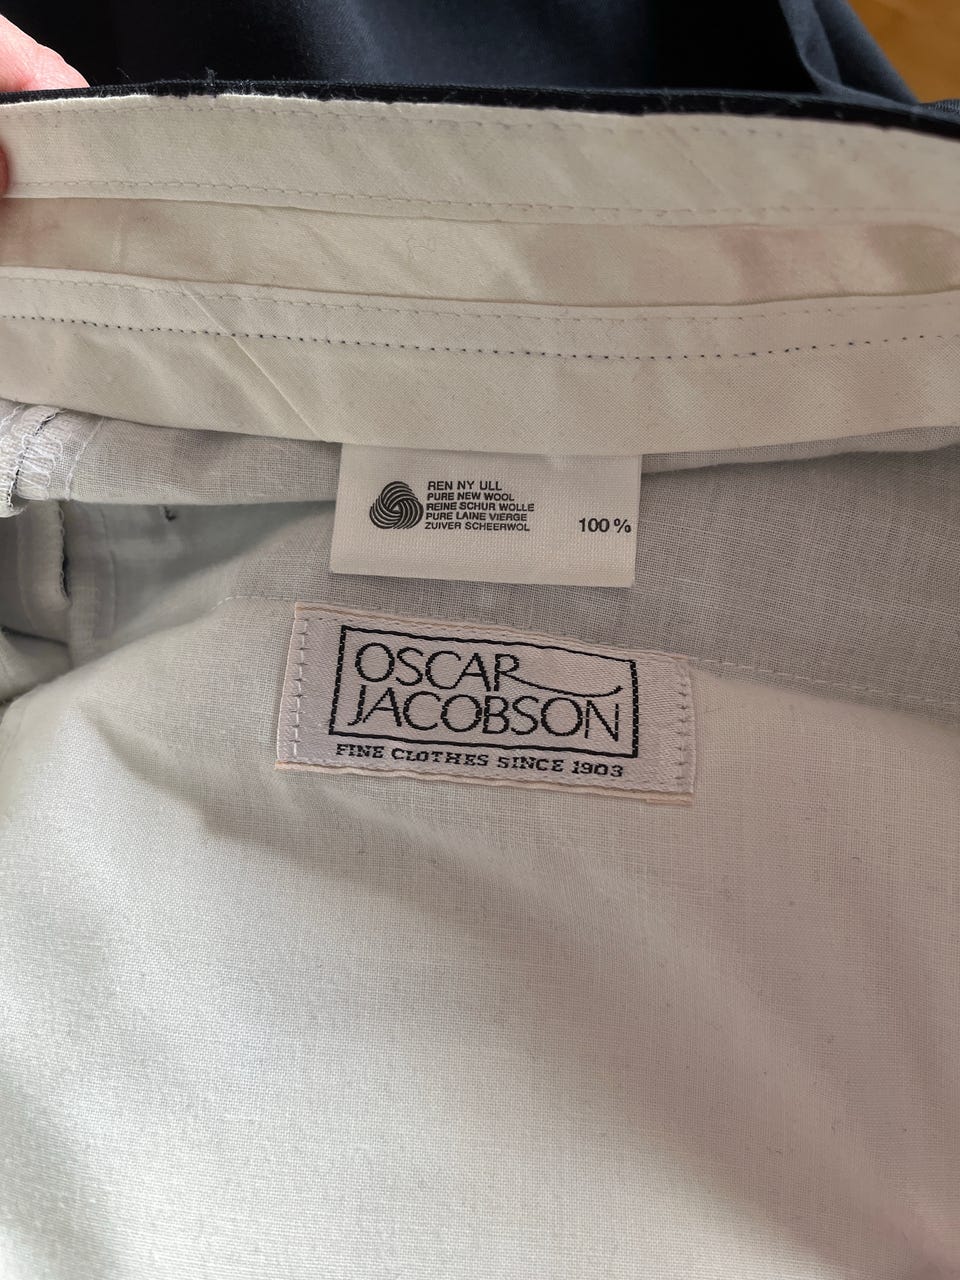 REN NY ULL
PURE NEW WOOL
REINE SCHUR WOLLE
PURE LAINE VIERGE
ZUIVER SCHEERWOL
100 %
OSCAR
JACOBSON
FINE CLOTHES SINCE 1903